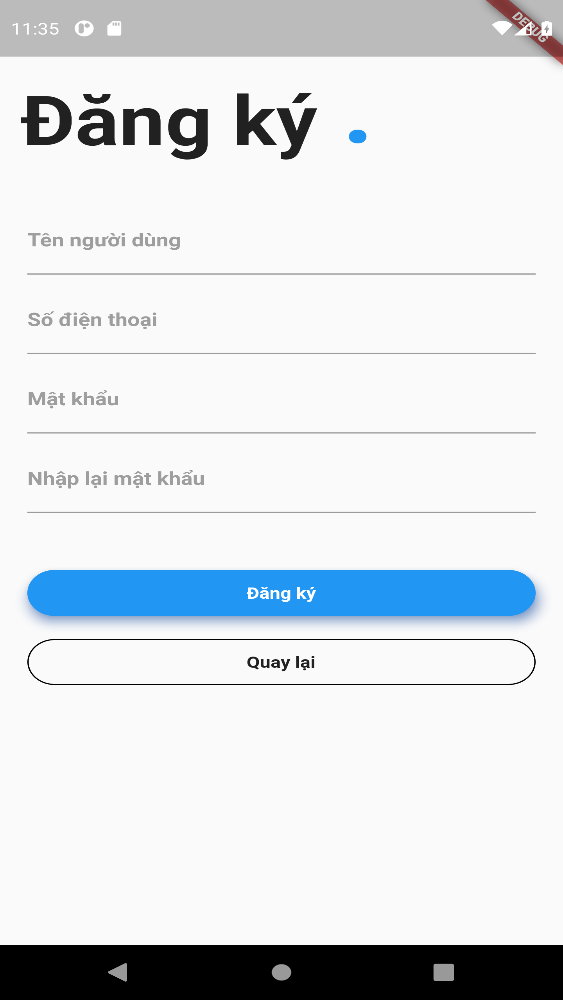 11:35
DEBUG
Đăng ký .
Tên người dùng
Số điện thoại
Mật khẩu
Nhập lại mật khẩu
Đăng ký
Quay lại